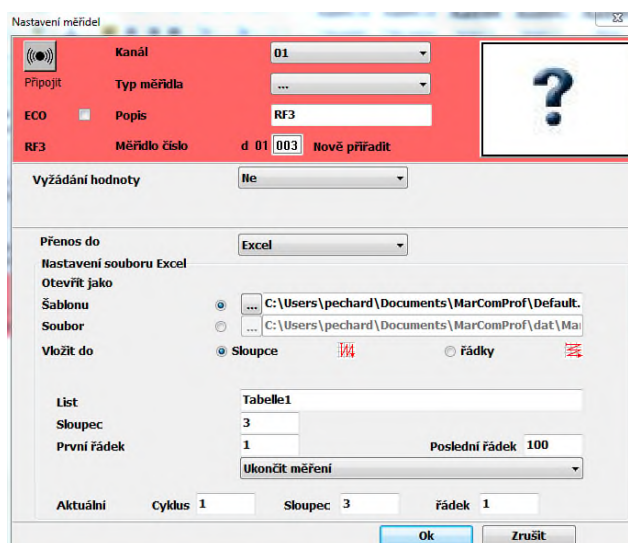 Nastavení měřidel
Kanál 01
Připojit Typ měřidla ...
ECO Popis RF3
RF3 Měřidlo číslo d 01 003 Nově přiřadit
Vyžádání hodnoty Ne
Přenos do Excel
Nastavení souboru Excel
Otevřít jako
Šablonu ... C:\Users\pechard\Documents\MarComProf\Default.
Soubor ... C:\Users\pechard\Documents\MarComProf\dat\Mar
Vložit do Sloupce řádky
List Tabelle1
Sloupec 3
První řádek 1 Poslední řádek 100
Ukončit měření
Aktuální Cyklus 1 Sloupec 3 řádek 1
Ok Zrušit